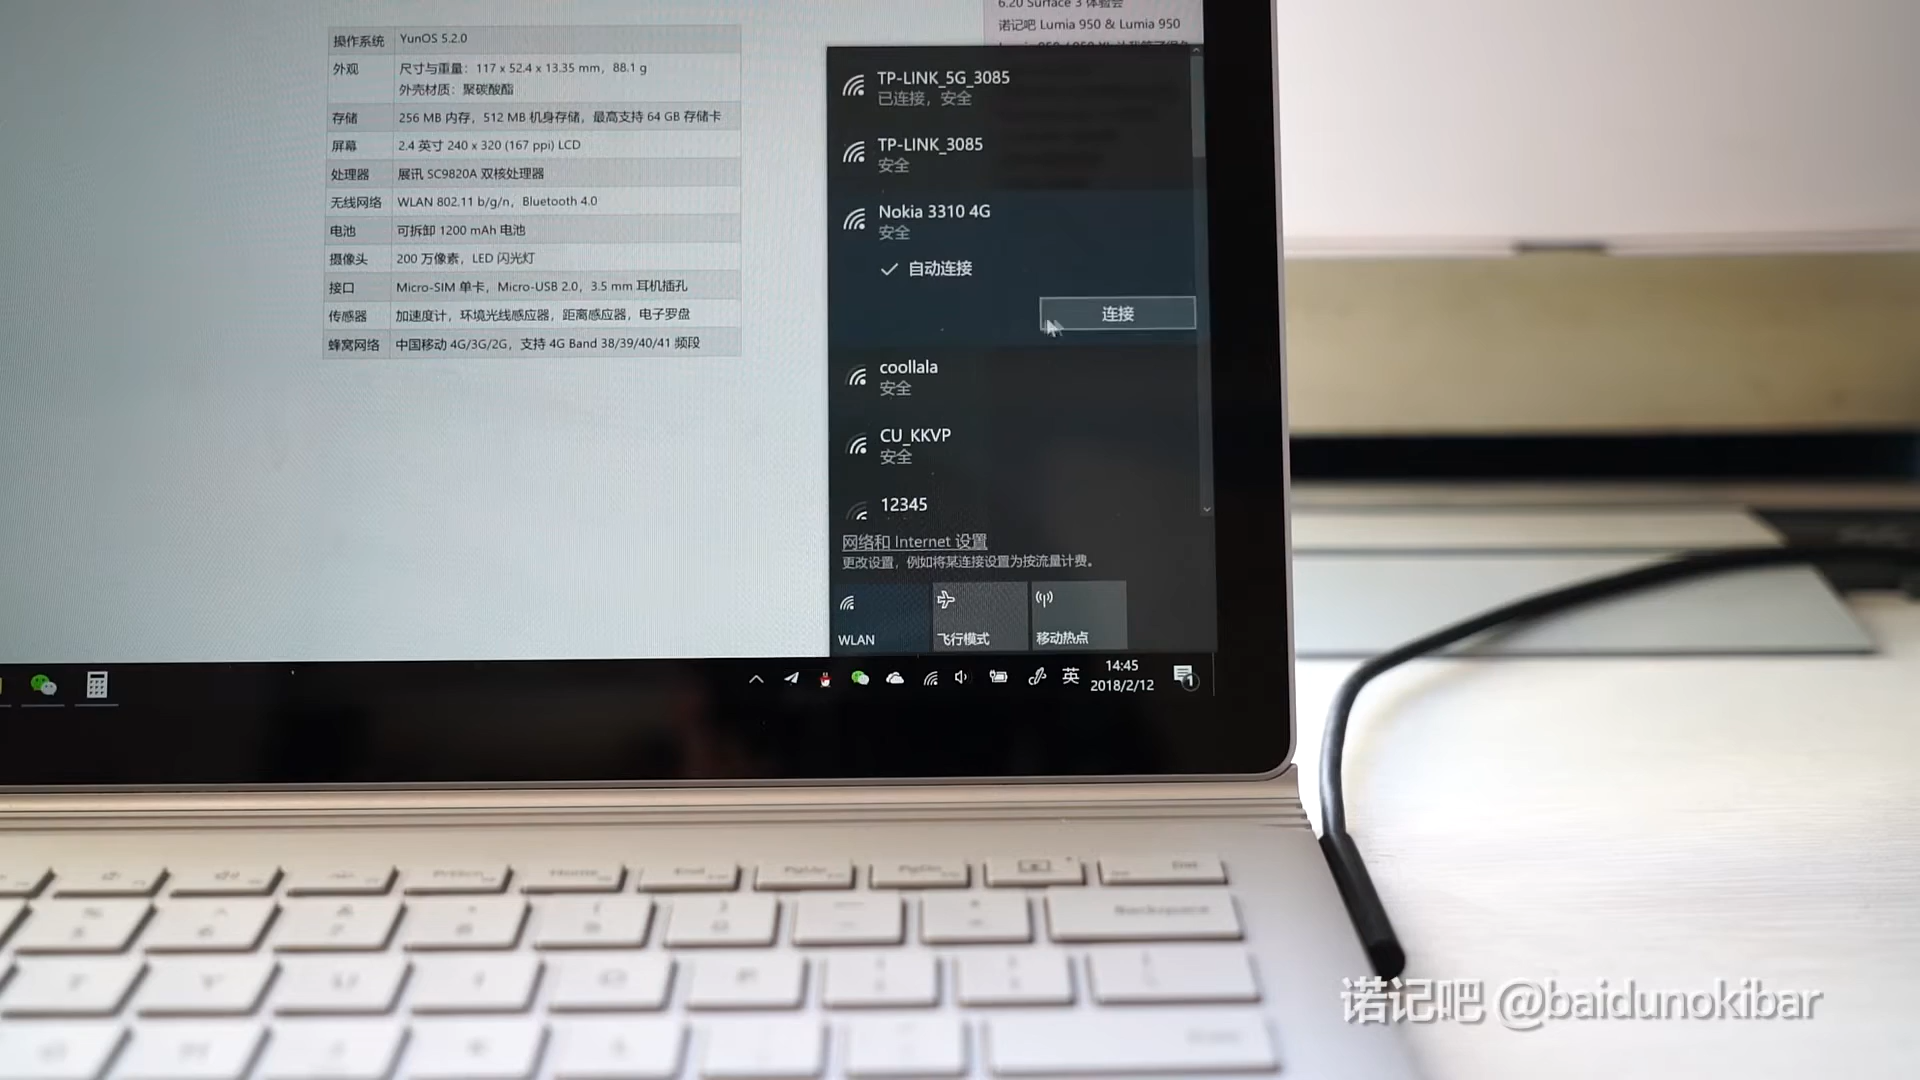 6.20 Surface 3 体验会
诺记吧 Lumia 950 & Lumia 950
操作系统 YunOS 5.2.0
外观 尺寸与重量：117 x 52.4 x 13.35 mm，88.1 g
外壳材质：聚碳酸酯
存储 256 MB 内存，512 MB 机身存储，最高支持 64 GB 存储卡
屏幕 2.4 英寸 240 x 320 (167 ppi) LCD
处理器 展讯 SC9820A 双核处理器
无线网络 WLAN 802.11 b/g/n，Bluetooth 4.0
电池 可拆卸 1200 mAh 电池
摄像头 200 万像素，LED 闪光灯
接口 Micro-SIM 单卡，Micro-USB 2.0，3.5 mm 耳机插孔
传感器 加速度计，环境光线感应器，距离感应器，电子罗盘
蜂窝网络 中国移动 4G/3G/2G，支持 4G Band 38/39/40/41 频段
TP-LINK_5G_3085
已连接，安全
TP-LINK_3085
安全
Nokia 3310 4G
安全
自动连接
连接
coollala
安全
CU_KKVP
安全
12345
网络和 Internet 设置
更改设置，例如将某连接设置为按流量计费。
WLAN
飞行模式
移动热点
英
14:45
2018/2/12
1
Backspace
诺记吧 @baidunokibar